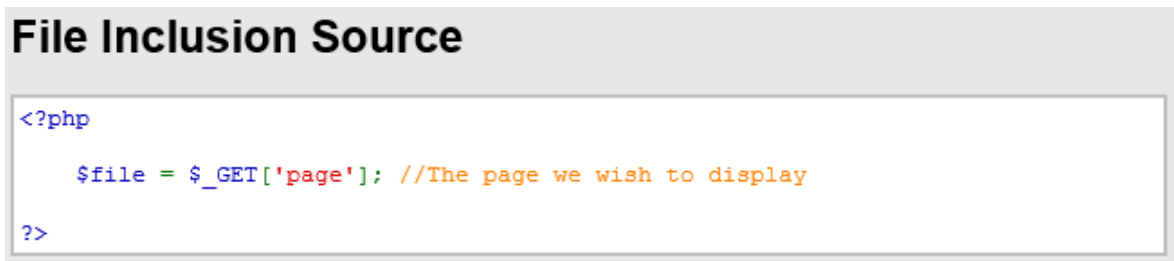 File Inclusion Source
<?php
$file = $_GET['page']; //The page we wish to display
?>